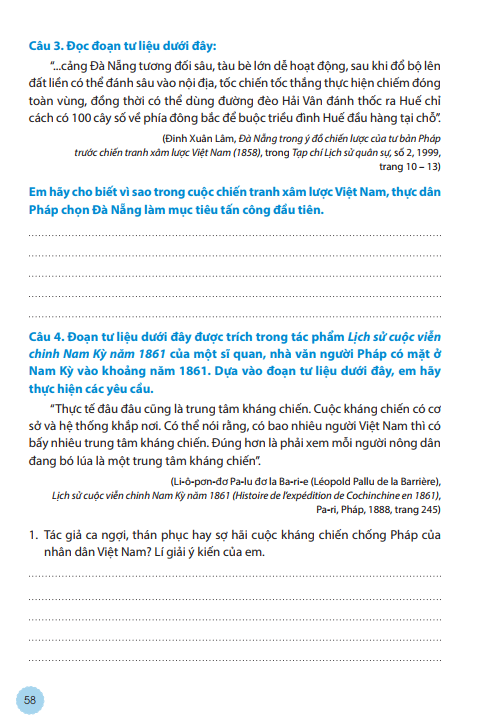 Câu 3. Đọc đoạn tư liệu dưới đây:
“...cảng Đà Nẵng tương đối sâu, tàu bè lớn dễ hoạt động, sau khi đổ bộ lên
đất liền có thể đánh sâu vào nội địa, tốc chiến tốc thắng thực hiện chiếm đóng
toàn vùng, đồng thời có thể dùng đường đèo Hải Vân đánh thốc ra Huế chỉ
cách có 100 cây số về phía đông bắc để buộc triều đình Huế đầu hàng tại chỗ”.
(Đinh Xuân Lâm, Đà Nẵng trong ý đồ chiến lược của tư bản Pháp
trước chiến tranh xâm lược Việt Nam (1858), trong Tạp chí Lịch sử quân sự, số 2, 1999,
trang 10 – 13)
Em hãy cho biết vì sao trong cuộc chiến tranh xâm lược Việt Nam, thực dân
Pháp chọn Đà Nẵng làm mục tiêu tấn công đầu tiên.
Câu 4. Đoạn tư liệu dưới đây được trích trong tác phẩm Lịch sử cuộc viễn
chinh Nam Kỳ năm 1861 của một sĩ quan, nhà văn người Pháp có mặt ở
Nam Kỳ vào khoảng năm 1861. Dựa vào đoạn tư liệu dưới đây, em hãy
thực hiện các yêu cầu.
“Thực tế đâu đâu cũng là trung tâm kháng chiến. Cuộc kháng chiến có cơ
sở và hệ thống khắp nơi. Có thể nói rằng, có bao nhiêu người Việt Nam thì có
bấy nhiêu trung tâm kháng chiến. Đúng hơn là phải xem mỗi người nông dân
đang bó lúa là một trung tâm kháng chiến”.
(Li-ô-pơn-đơ Pa-lu đơ la Ba-ri-e (Léopold Pallu de la Barrière),
Lịch sử cuộc viễn chinh Nam Kỳ năm 1861 (Histoire de l’expédition de Cochinchine en 1861),
Pa-ri, Pháp, 1888, trang 245)
1. Tác giả ca ngợi, thán phục hay sợ hãi cuộc kháng chiến chống Pháp của
nhân dân Việt Nam? Lí giải ý kiến của em.
58